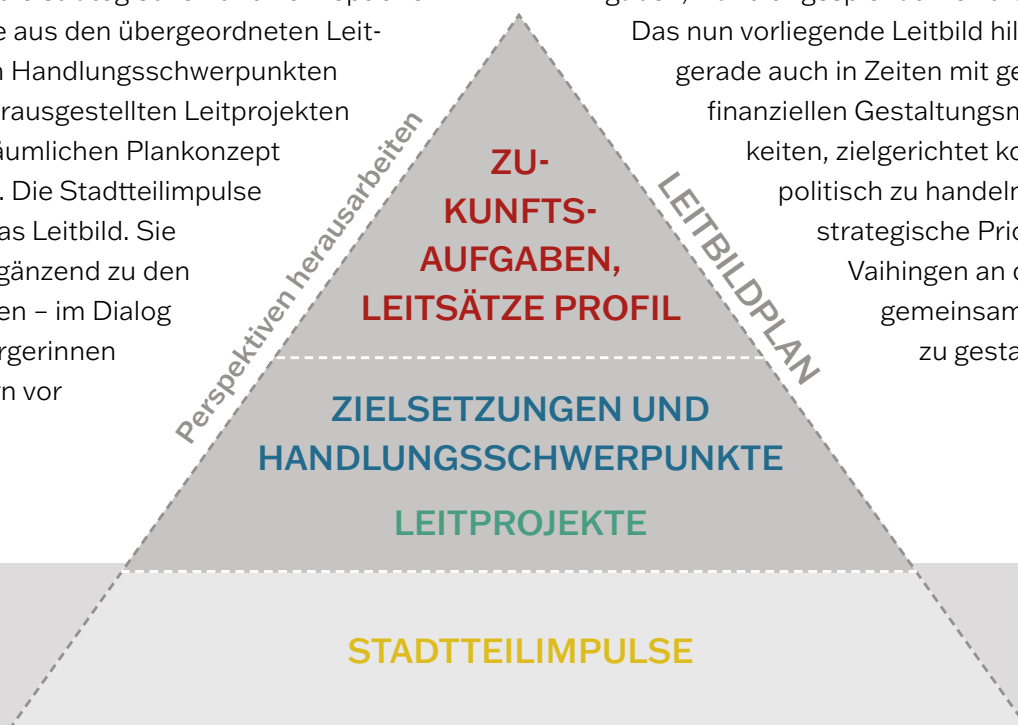 e aus den übergeordneten Leit-
Handlungsschwerpunkten
rausgestellten Leitprojekten
äumlichen Plankonzept
. Die Stadtteilimpulse
as Leitbild. Sie
gänzend zu den
en – im Dialog
rgerinnen
rn vor
Perspektiven herausarbeiten
ZU-
KUNFTS-
AUFGABEN,
LEITSÄTZE PROFIL
ZIELSETZUNGEN UND
HANDLUNGSSCHWERPUNKTE
LEITPROJEKTE
STADTTEILIMPULSE
LEITBILDPLAN
Das nun vorliegende Leitbild hil
gerade auch in Zeiten mit ge
finanziellen Gestaltungsm
keiten, zielgerichtet ko
politisch zu handeln
strategische Prio
Vaihingen an d
gemeinsam
zu gesta